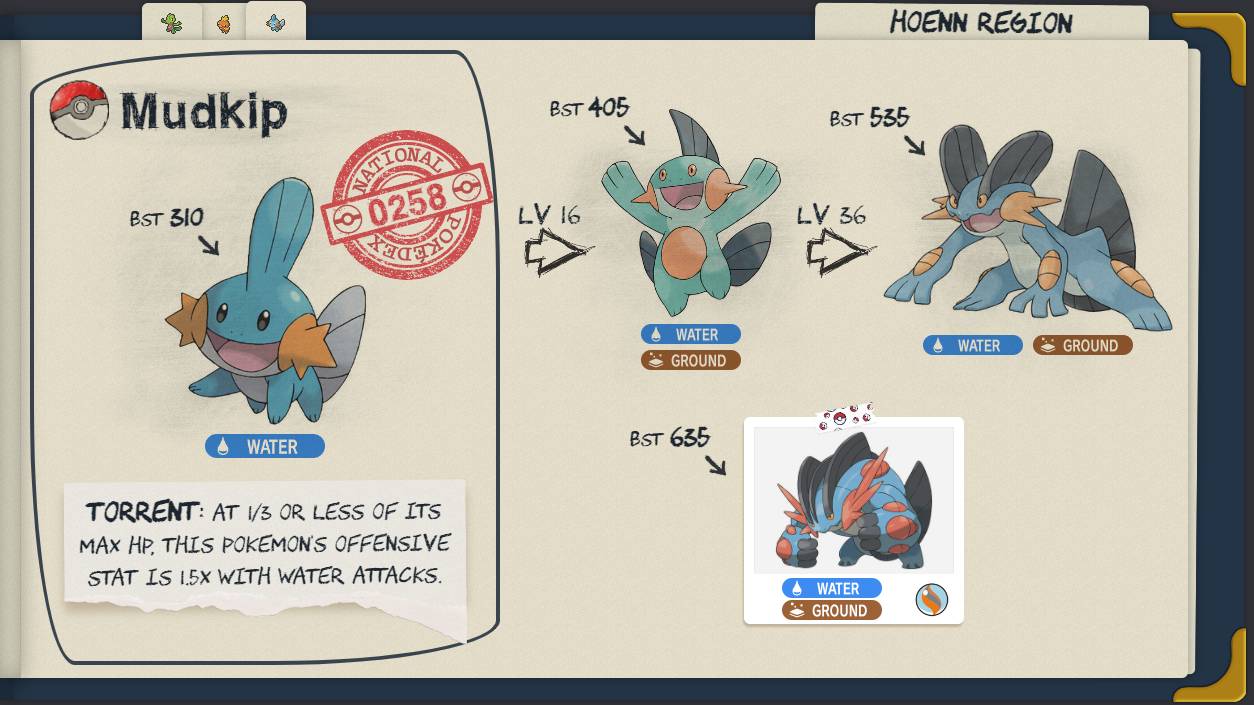 HOENN REGION
Mudkip
NATIONAL
0258
POKÉDEX
BST 310
WATER
TORRENT: AT 1/3 OR LESS OF ITS
MAX HP, THIS POKEMON'S OFFENSIVE
STAT IS 1.5X WITH WATER ATTACKS.
LV 16
BST 405
WATER
GROUND
LV 36
BST 535
WATER
GROUND
BST 635
WATER
GROUND